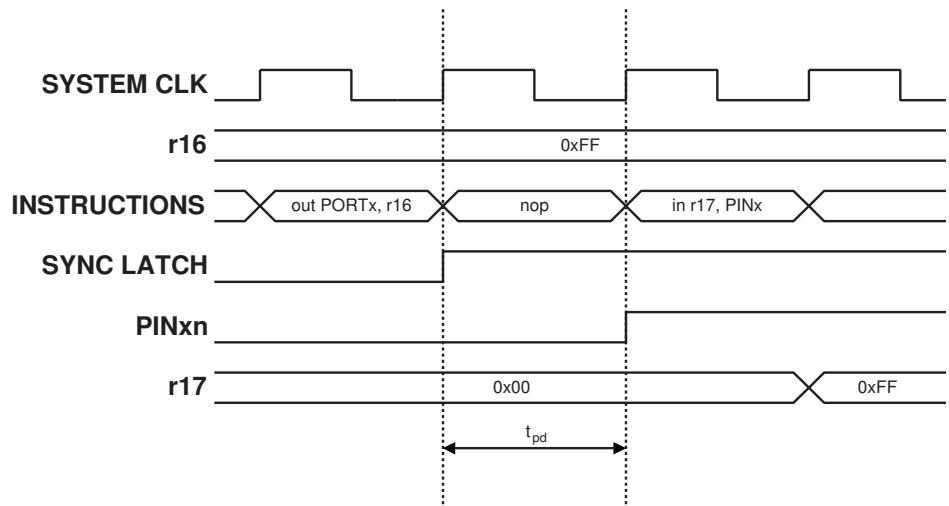 SYSTEM CLK
r16
0xFF
INSTRUCTIONS
out PORTx, r16
nop
in r17, PINx
SYNC LATCH
PINxn
r17
0x00
0xFF
tpd